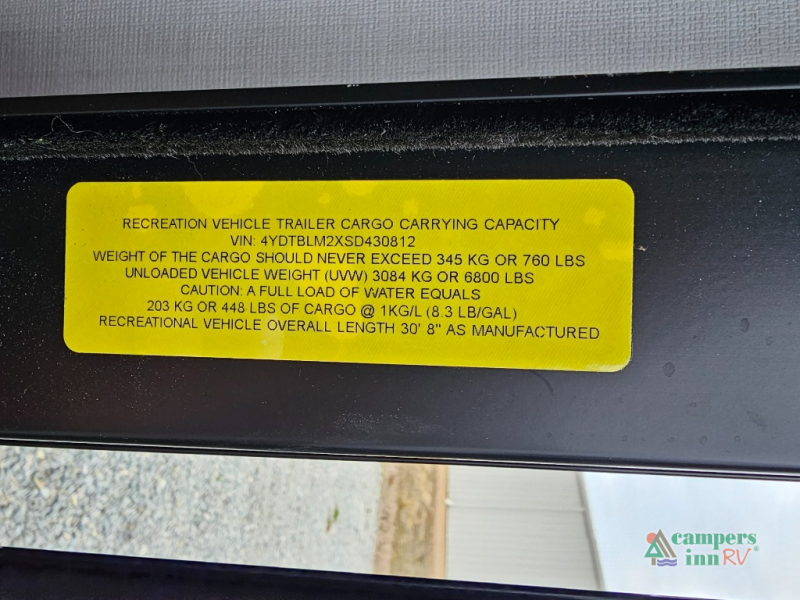 RECREATION VEHICLE TRAILER CARGO CARRYING CAPACITY
VIN: 4YDTBLM2XSD430812
WEIGHT OF THE CARGO SHOULD NEVER EXCEED 345 KG OR 760 LBS
UNLOADED VEHICLE WEIGHT (UVW) 3084 KG OR 6800 LBS
CAUTION: A FULL LOAD OF WATER EQUALS
203 KG OR 448 LBS OF CARGO @ 1KG/L (8.3 LB/GAL)
RECREATIONAL VEHICLE OVERALL LENGTH 30' 8" AS MANUFACTURED
campers
inn RV®